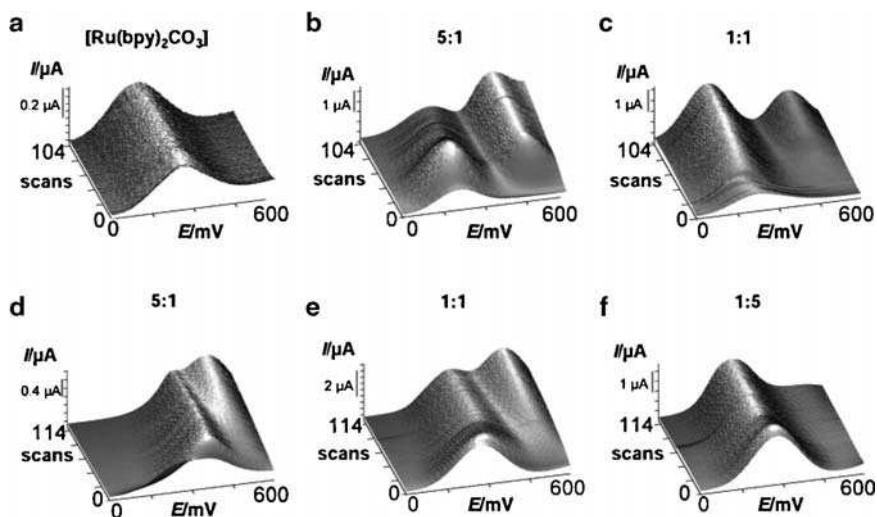 a
[Ru(bpy)₂CO₃]
I/µA
0.2 µA
104
scans
0
0
E/mV
600
b
5:1
I/µA
1 µA
104
scans
0
0
E/mV
600
c
1:1
I/µA
1 µA
104
scans
0
0
E/mV
600
d
5:1
I/µA
0.4 µA
114
scans
0
0
E/mV
600
e
1:1
I/µA
2 µA
114
scans
0
0
E/mV
600
f
1:5
I/µA
1 µA
114
scans
0
0
E/mV
600